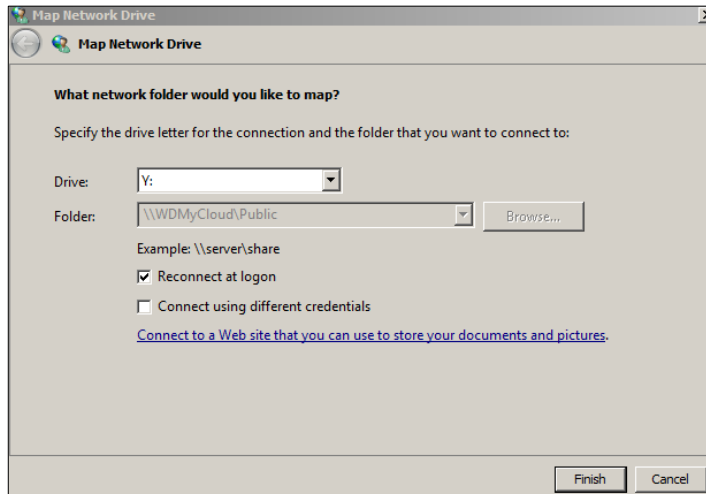 Map Network Drive
Map Network Drive
What network folder would you like to map?
Specify the drive letter for the connection and the folder that you want to connect to:
Drive: Y:
Folder: \\WDMyCloud\Public Browse...
Example: \\server\share
Reconnect at logon
Connect using different credentials
Connect to a Web site that you can use to store your documents and pictures.
Finish Cancel